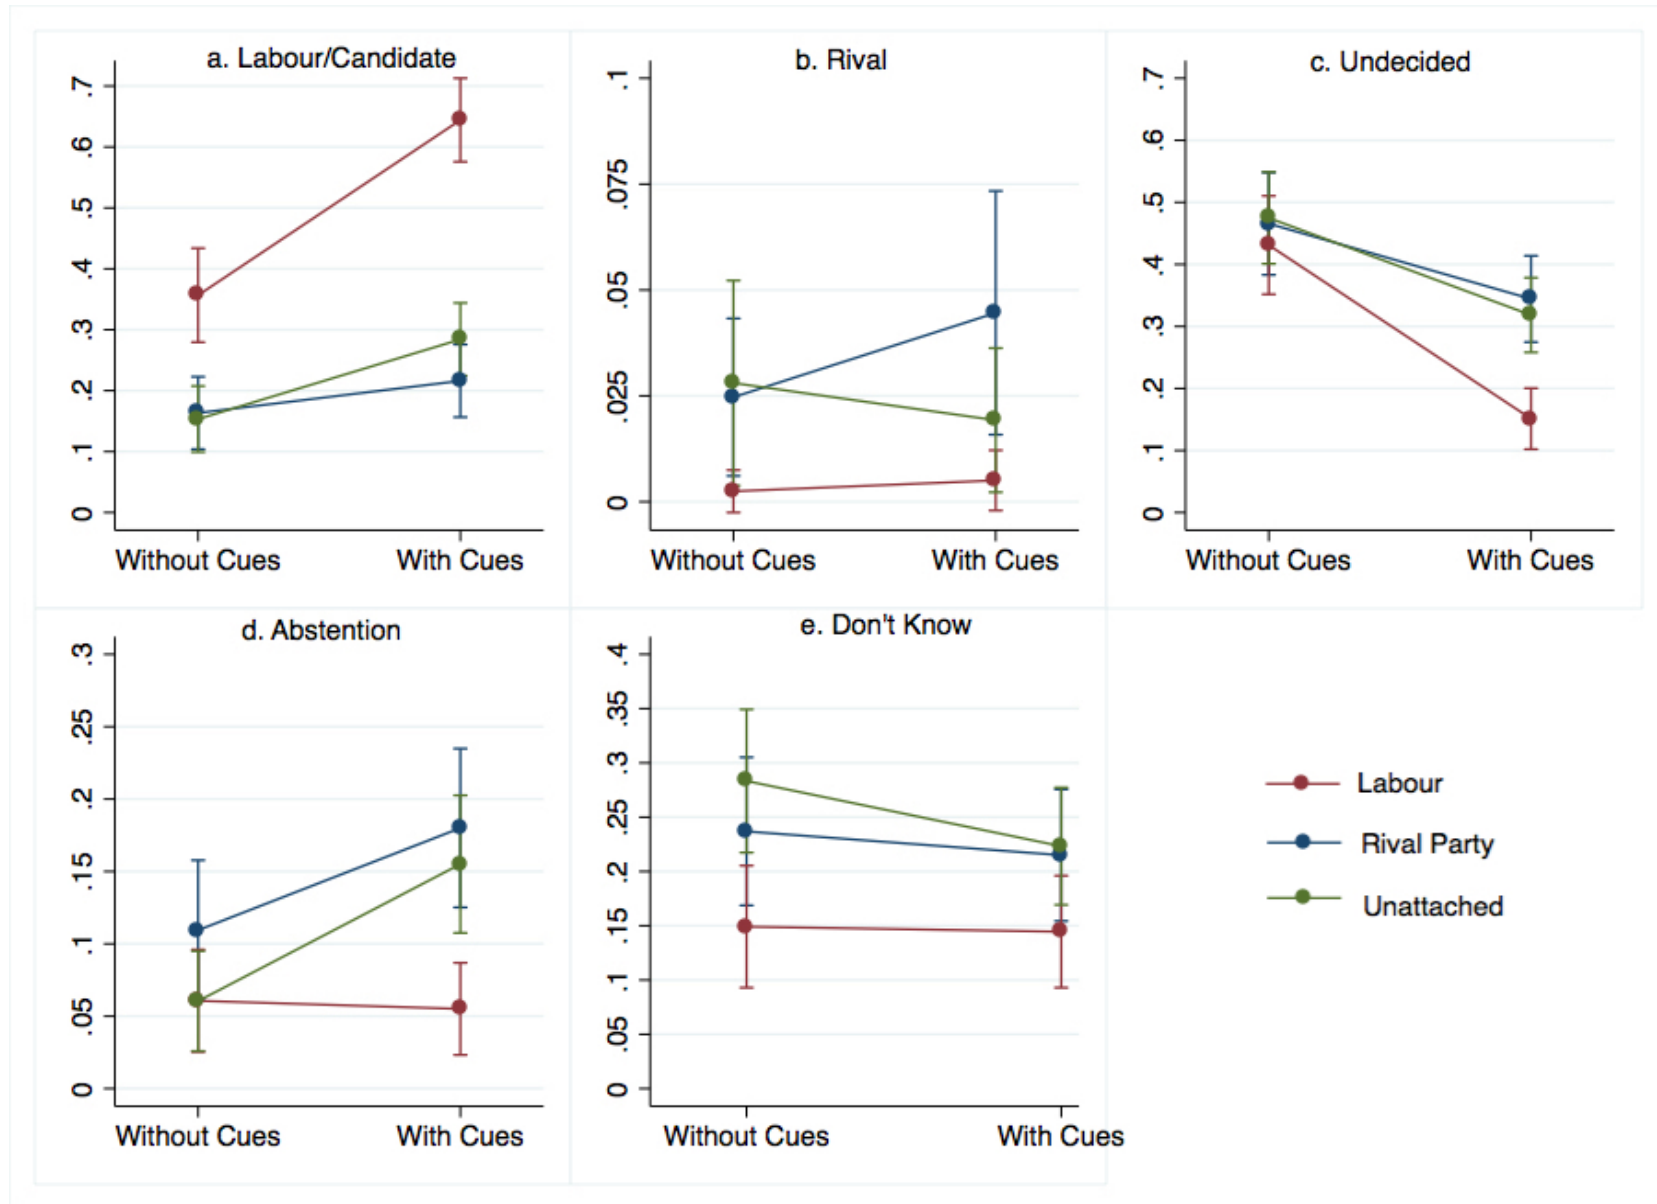 a. Labour/Candidate
.7
.6
.5
.4
.3
.2
.1
0
Without Cues With Cues
b. Rival
.1
.075
.05
.025
0
Without Cues With Cues
c. Undecided
.7
.6
.5
.4
.3
.2
.1
0
Without Cues With Cues
d. Abstention
.3
.25
.2
.15
.1
.05
0
Without Cues With Cues
e. Don't Know
.4
.35
.3
.25
.2
.15
.1
.05
0
Without Cues With Cues
Labour
Rival Party
Unattached